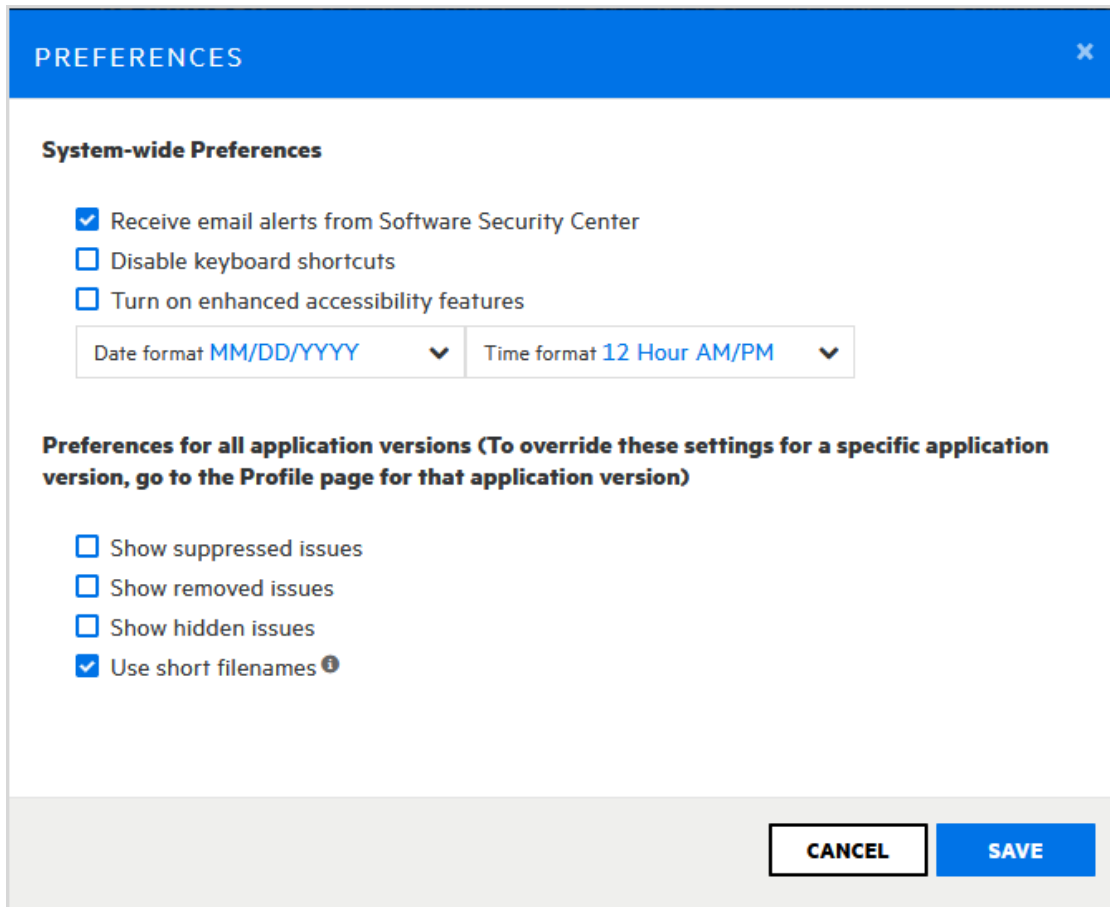 PREFERENCES
System-wide Preferences
Receive email alerts from Software Security Center
Disable keyboard shortcuts
Turn on enhanced accessibility features
Date format MM/DD/YYYY Time format 12 Hour AM/PM
Preferences for all application versions (To override these settings for a specific application
version, go to the Profile page for that application version)
Show suppressed issues
Show removed issues
Show hidden issues
Use short filenames
CANCEL SAVE